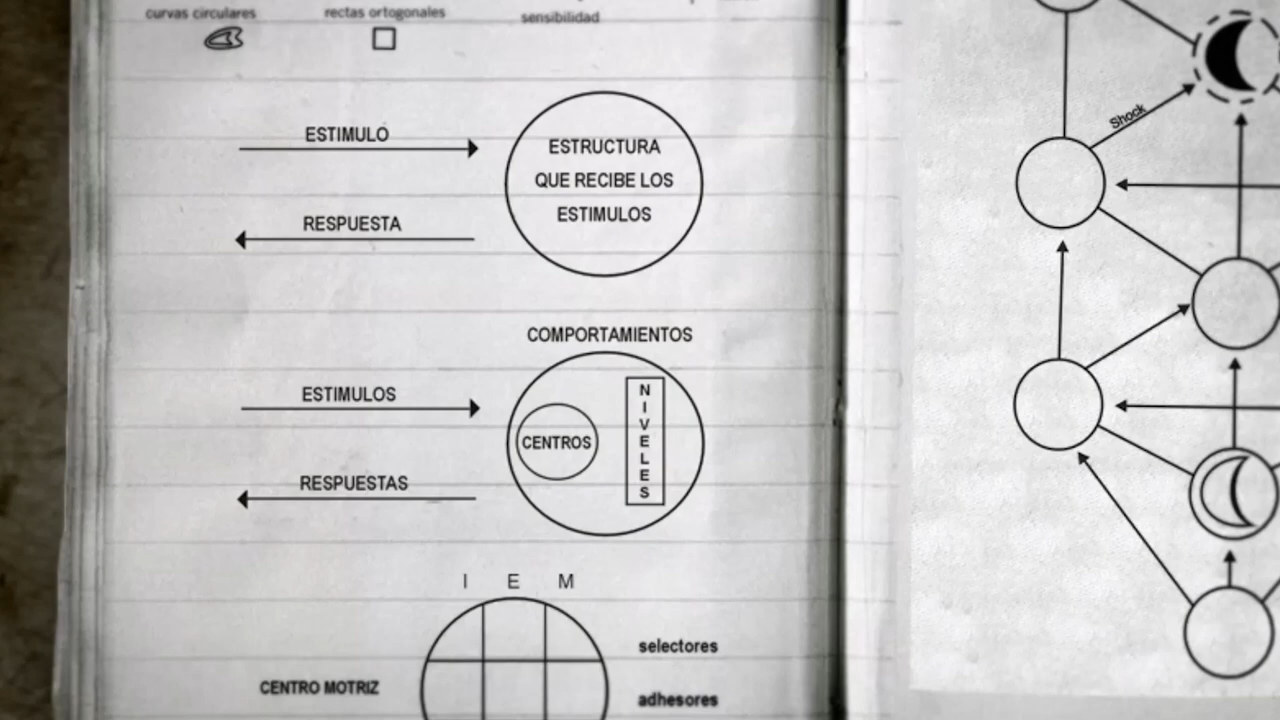 curvas circulares
rectas ortogonales
sensibilidad
ESTIMULO
ESTRUCTURA
QUE RECIBE LOS
ESTIMULOS
RESPUESTA
COMPORTAMIENTOS
ESTIMULOS
CENTROS
NIVELES
RESPUESTAS
I E M
selectores
CENTRO MOTRIZ
adhesores
Shock